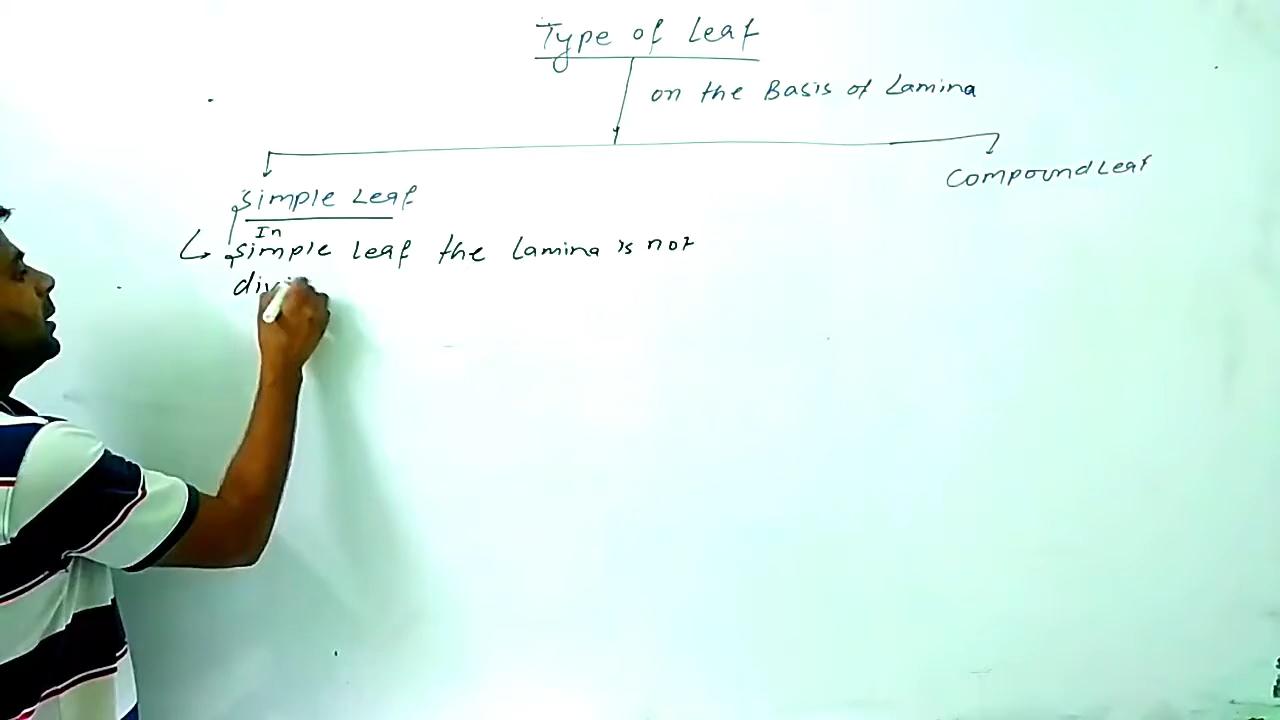 Type of Leaf
on the Basis of Lamina
Simple Leaf
Compound Leaf
In
Simple leaf the Lamina is not